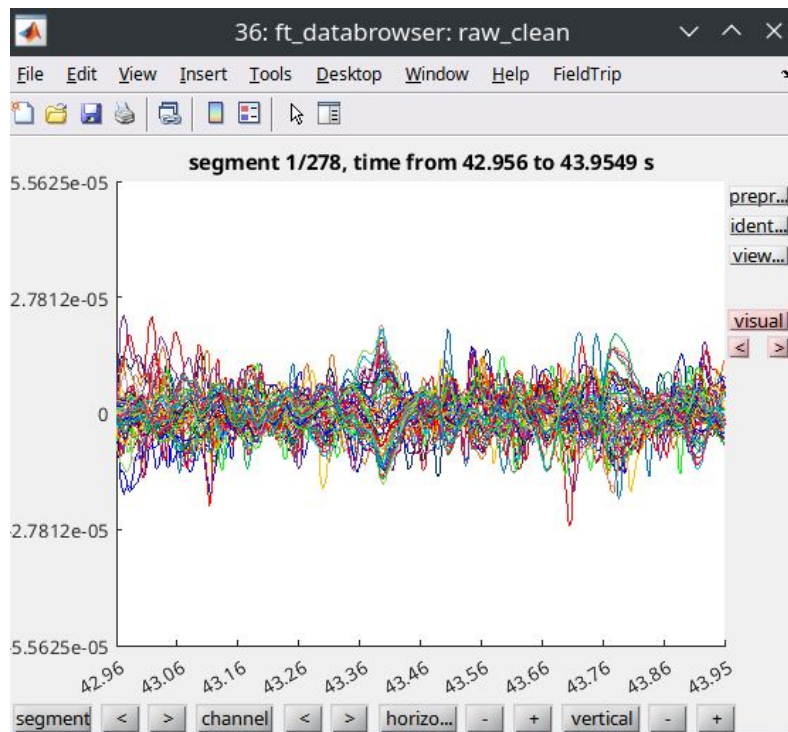 36: ft_databrowser: raw_clean
File Edit View Insert Tools Desktop Window Help FieldTrip
segment 1/278, time from 42.956 to 43.9549 s
5.5625e-05
2.7812e-05
0
-2.7812e-05
-5.5625e-05
42.96 43.06 43.16 43.26 43.36 43.46 43.56 43.66 43.76 43.86 43.95
prepr...
ident...
view...
visual
< >
segment < > channel < > horizo... - + vertical - +